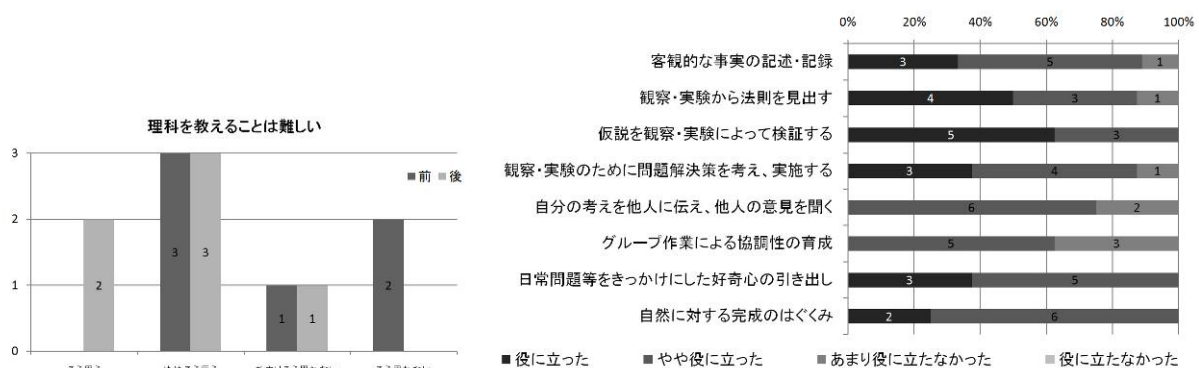 理科を教えることは難しい
3
2
1
0
■前 ■後
2
3
3
1
1
2
0% 20% 40% 60% 80% 100%
客観的な事実の記述・記録
3 5 1
観察・実験から法則を見出す
4 3 1
仮説を観察・実験によって検証する
5 3
観察・実験のために問題解決策を考え、実施する
3 4 1
自分の考えを他人に伝え、他人の意見を聞く
6 2
グループ作業による協調性の育成
5 3
日常問題等をきっかけにした好奇心の引き出し
3 5
自然に対する完成のはぐくみ
2 6
■役に立った ■やや役に立った ■あまり役に立たなかった ■役に立たなかった